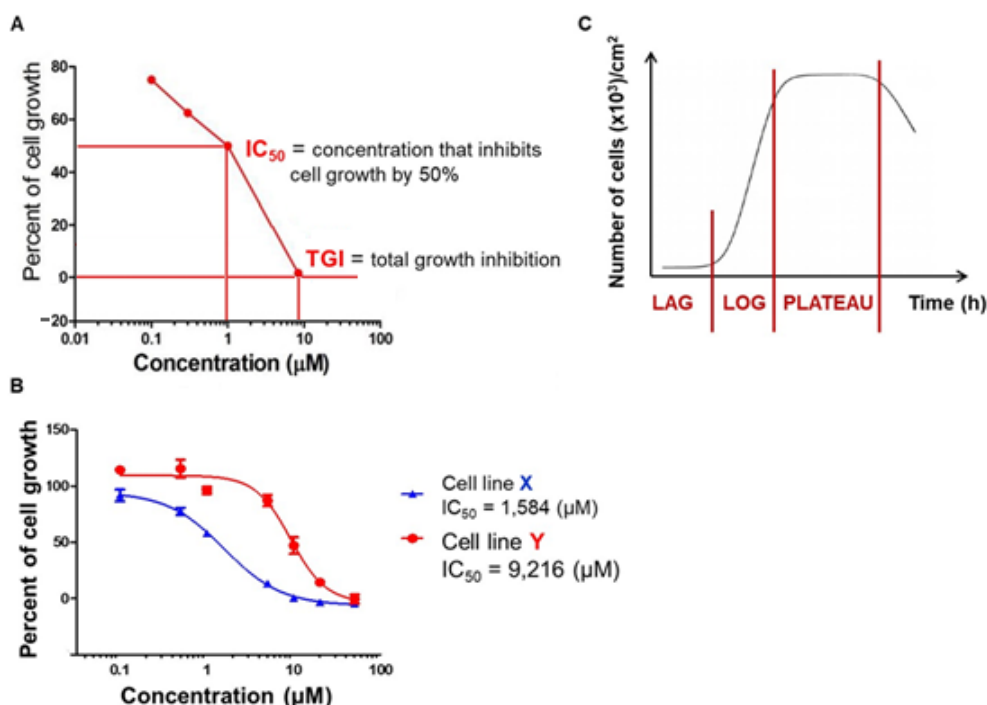 A
Percent of cell growth
80
60
40
20
0
−20
0.01
0.1
1
10
100
Concentration (µM)
IC50 = concentration that inhibits
cell growth by 50%
TGI = total growth inhibition
B
Percent of cell growth
150
100
50
0
0.1
1
10
100
Concentration (µM)
Cell line X
IC50 = 1,584 (µM)
Cell line Y
IC50 = 9,216 (µM)
C
Number of cells (x10³)/cm²
LAG
LOG
PLATEAU
Time (h)